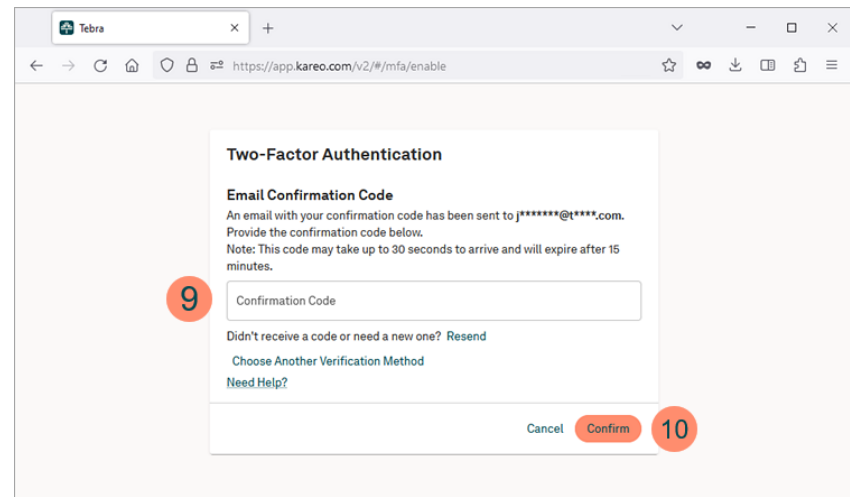 Tebra
https://app.kareo.com/v2/#/mfa/enable
Two-Factor Authentication
Email Confirmation Code
An email with your confirmation code has been sent to j*******@t****.com.
Provide the confirmation code below.
Note: This code may take up to 30 seconds to arrive and will expire after 15
minutes.
9
Confirmation Code
Didn't receive a code or need a new one? Resend
Choose Another Verification Method
Need Help?
Cancel Confirm 10